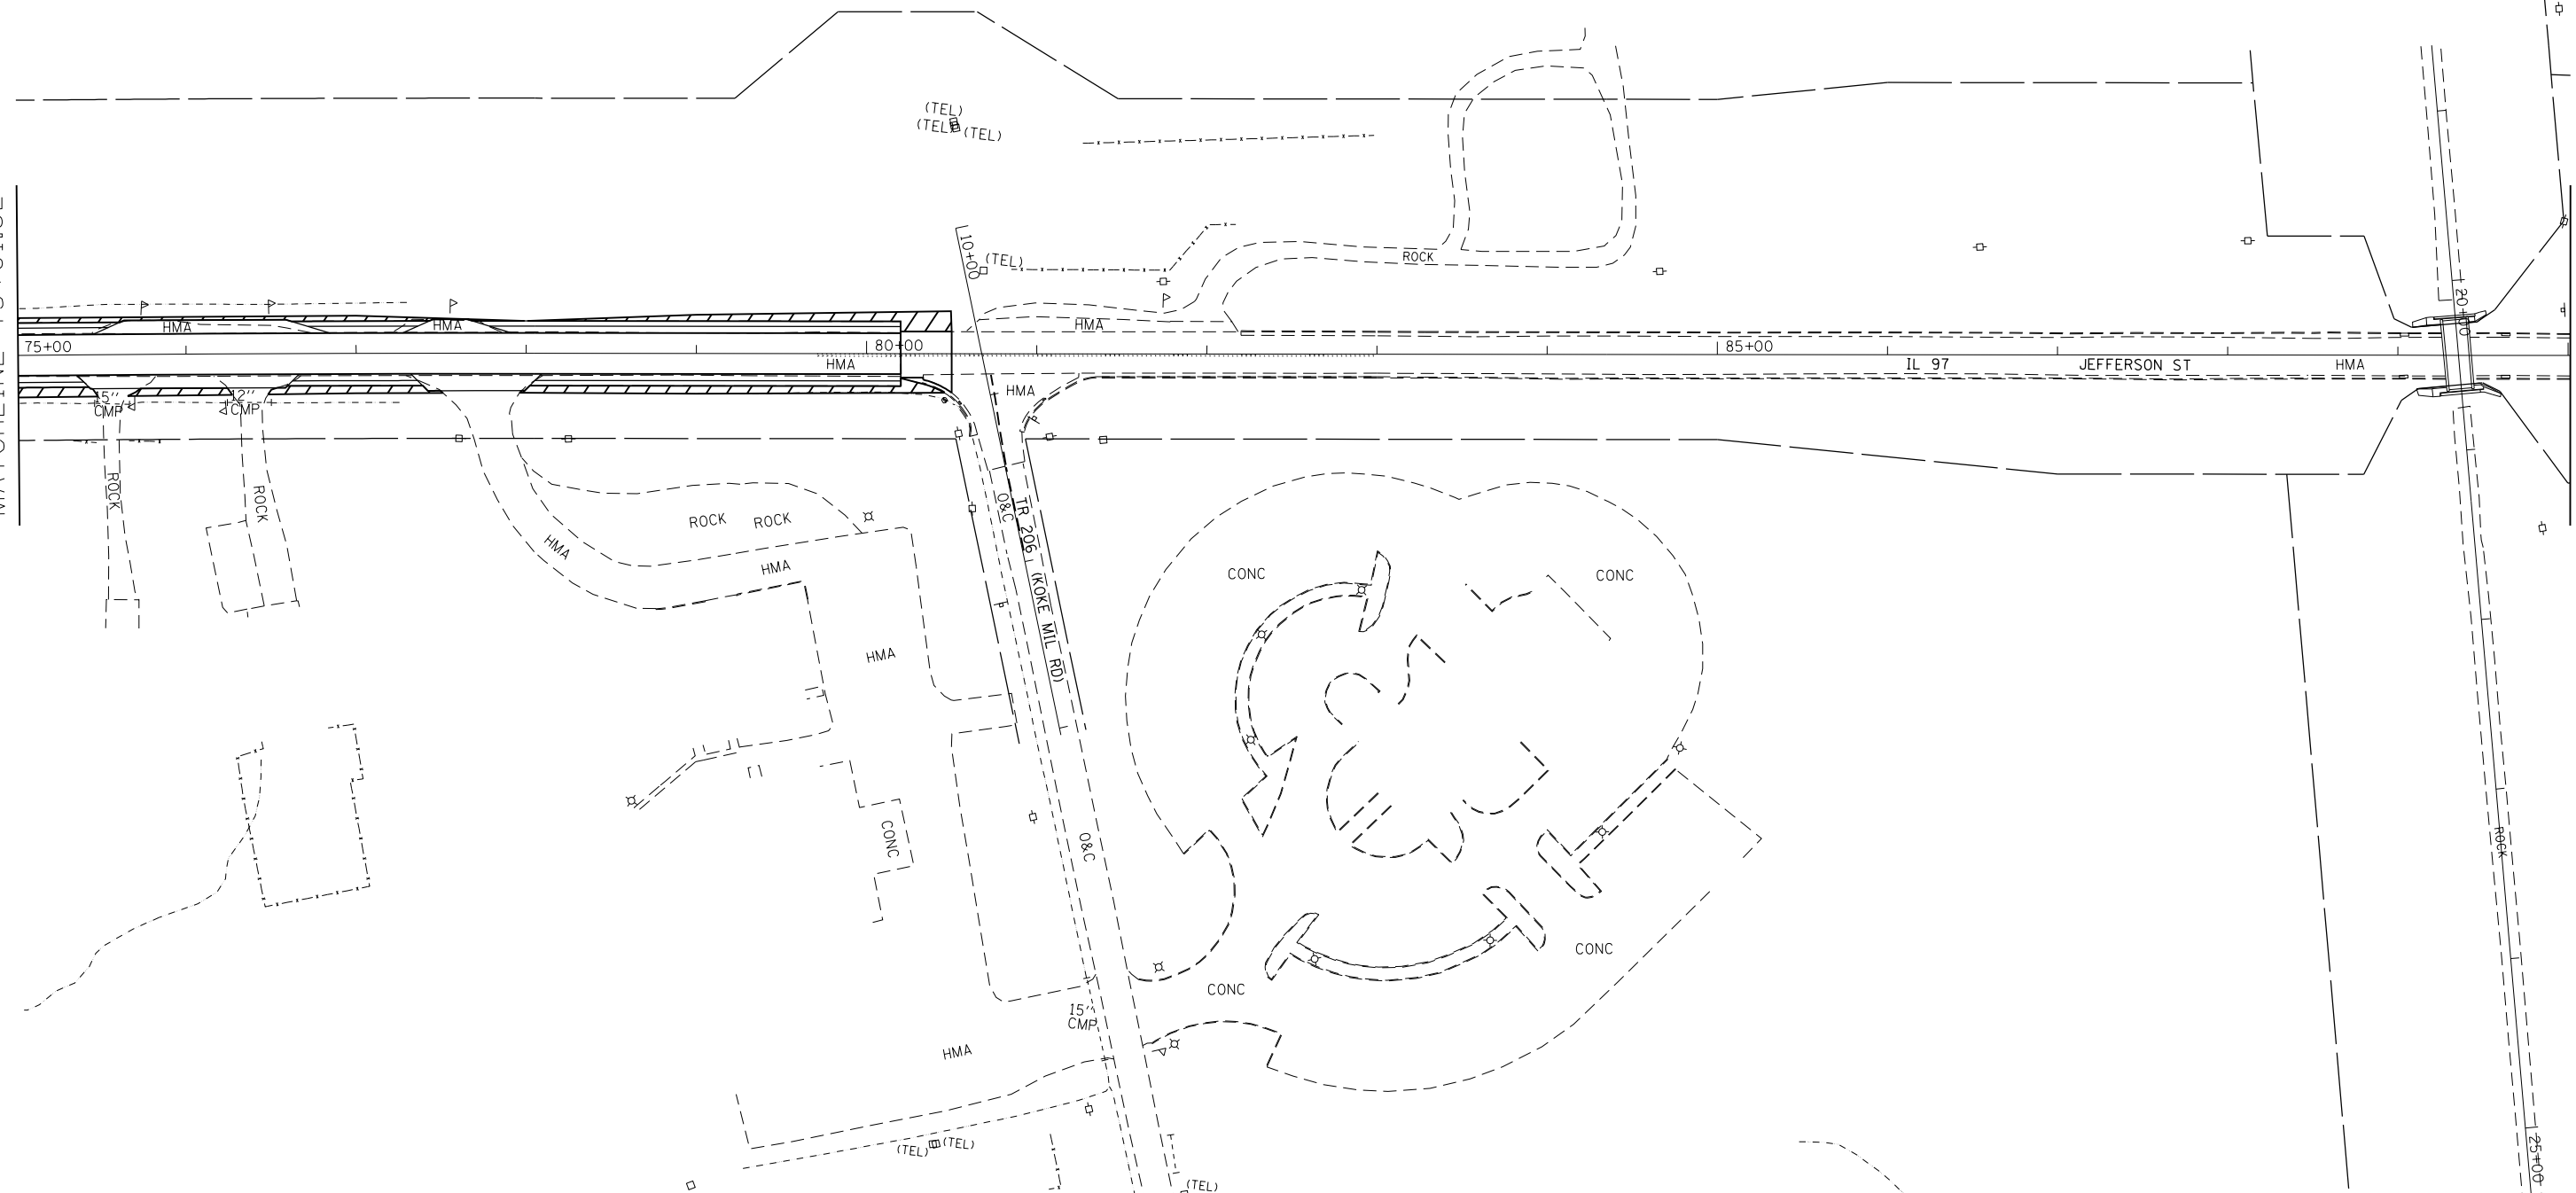 (TEL)
(TEL) (TEL)
10+00
(TEL)
ROCK
20+00
HMA
HMA
HMA
75+00
80+00
85+00
HMA
IL 97
JEFFERSON ST
HMA
HMA
15"
CMP
12"
CMP
ROCK
ROCK
ROCK
ROCK
O&C
TR 206 (KOKE MIL RD)
HMA
HMA
CONC
CONC
HMA
CONC
O&C
ROCK
CONC
CONC
15"
CMP
HMA
(TEL)
(TEL)
(TEL)
25+00